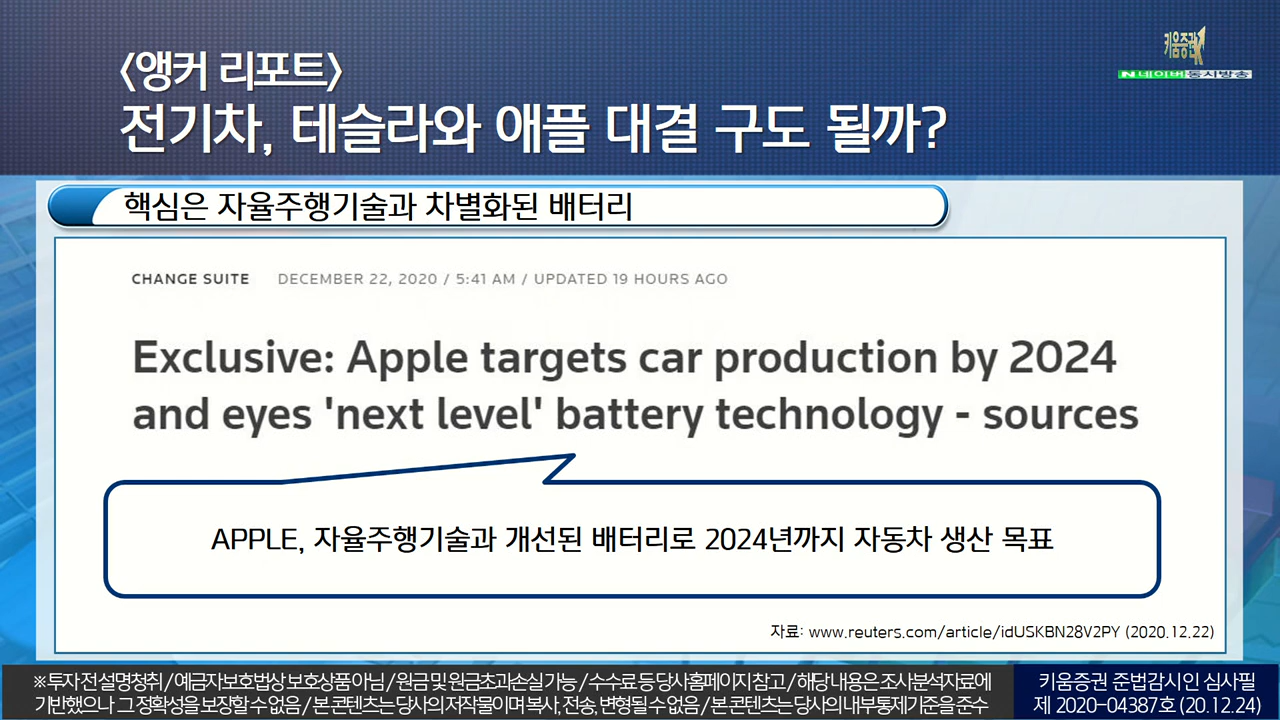 <앵커 리포트>
전기차, 테슬라와 애플 대결 구도 될까?
키움증권
N 네이버동시방송
핵심은 자율주행기술과 차별화된 배터리
CHANGE SUITE DECEMBER 22, 2020 / 5:41 AM / UPDATED 19 HOURS AGO
Exclusive: Apple targets car production by 2024
and eyes 'next level' battery technology - sources
APPLE, 자율주행기술과 개선된 배터리로 2024년까지 자동차 생산 목표
자료: www.reuters.com/article/idUSKBN28V2PY (2020.12.22)
※ 투자 전 설명청취 / 예금자보호법상 보호상품 아님 / 원금 및 원금초과손실 가능 / 수수료 등 당사홈페이지 참고 / 해당 내용은 조사분석자료에
기반했으나 그 정확성을 보장할 수 없음 / 본 콘텐츠는 당사의 저작물이며 복사, 전송, 변형될 수 없음 / 본 콘텐츠는 당사의 내부통제기준을 준수
키움증권 준법감시인 심사필
제 2020-04387호 (20.12.24)